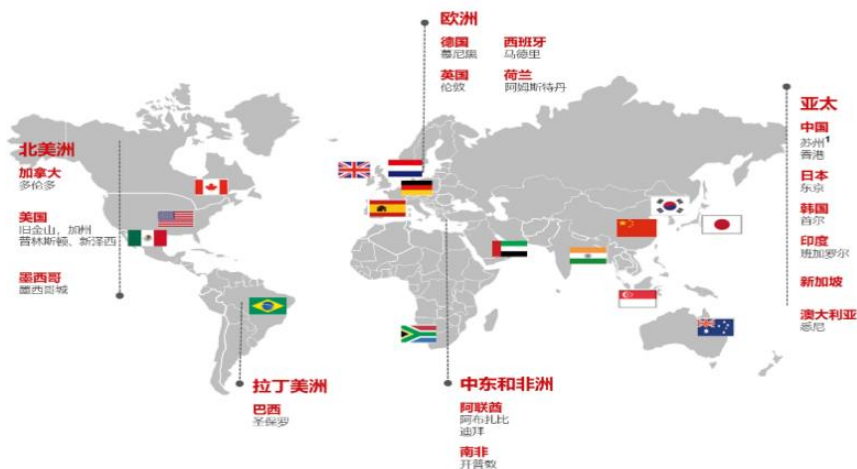 欧洲
德国 西班牙
慕尼黑 马德里
英国 荷兰
伦敦 阿姆斯特丹
北美洲
加拿大
多伦多
美国
旧金山，加州
普林斯顿、新泽西
墨西哥
墨西哥城
拉丁美洲
巴西
圣保罗
中东和非洲
阿联酋
阿布扎比
迪拜
南非
开普敦
亚太
中国
苏州¹
香港
日本
东京
韩国
首尔
印度
班加罗尔
新加坡
澳大利亚
悉尼